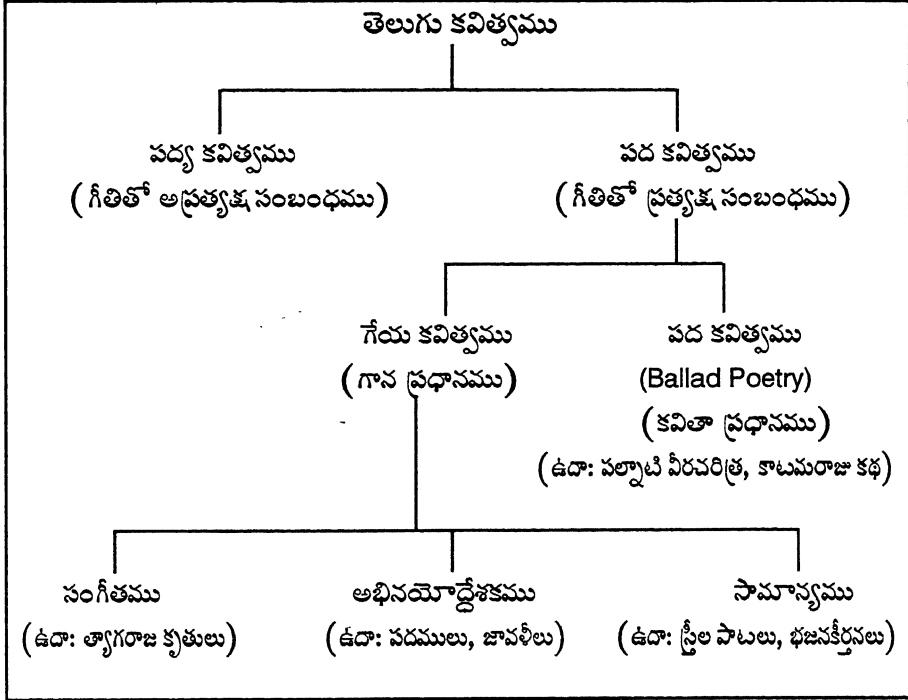 తెలుగు కవిత్వము
పద్య కవిత్వము
(గీతితో అప్రత్యక్ష సంబంధము)
పద కవిత్వము
(గీతితో ప్రత్యక్ష సంబంధము)
గేయ కవిత్వము
(గాన ప్రధానము)
పద కవిత్వము
(Ballad Poetry)
(కవితా ప్రధానము)
(ఉదా: పల్నాటి వీరచరిత్ర, కాటమరాజు కథ)
సంగీతము
(ఉదా: త్యాగరాజ కృతులు)
అభినయోద్దేశకము
(ఉదా: పదములు, జావళీలు)
సామాన్యము
(ఉదా: స్త్రీల పాటలు, భజనకీర్తనలు)